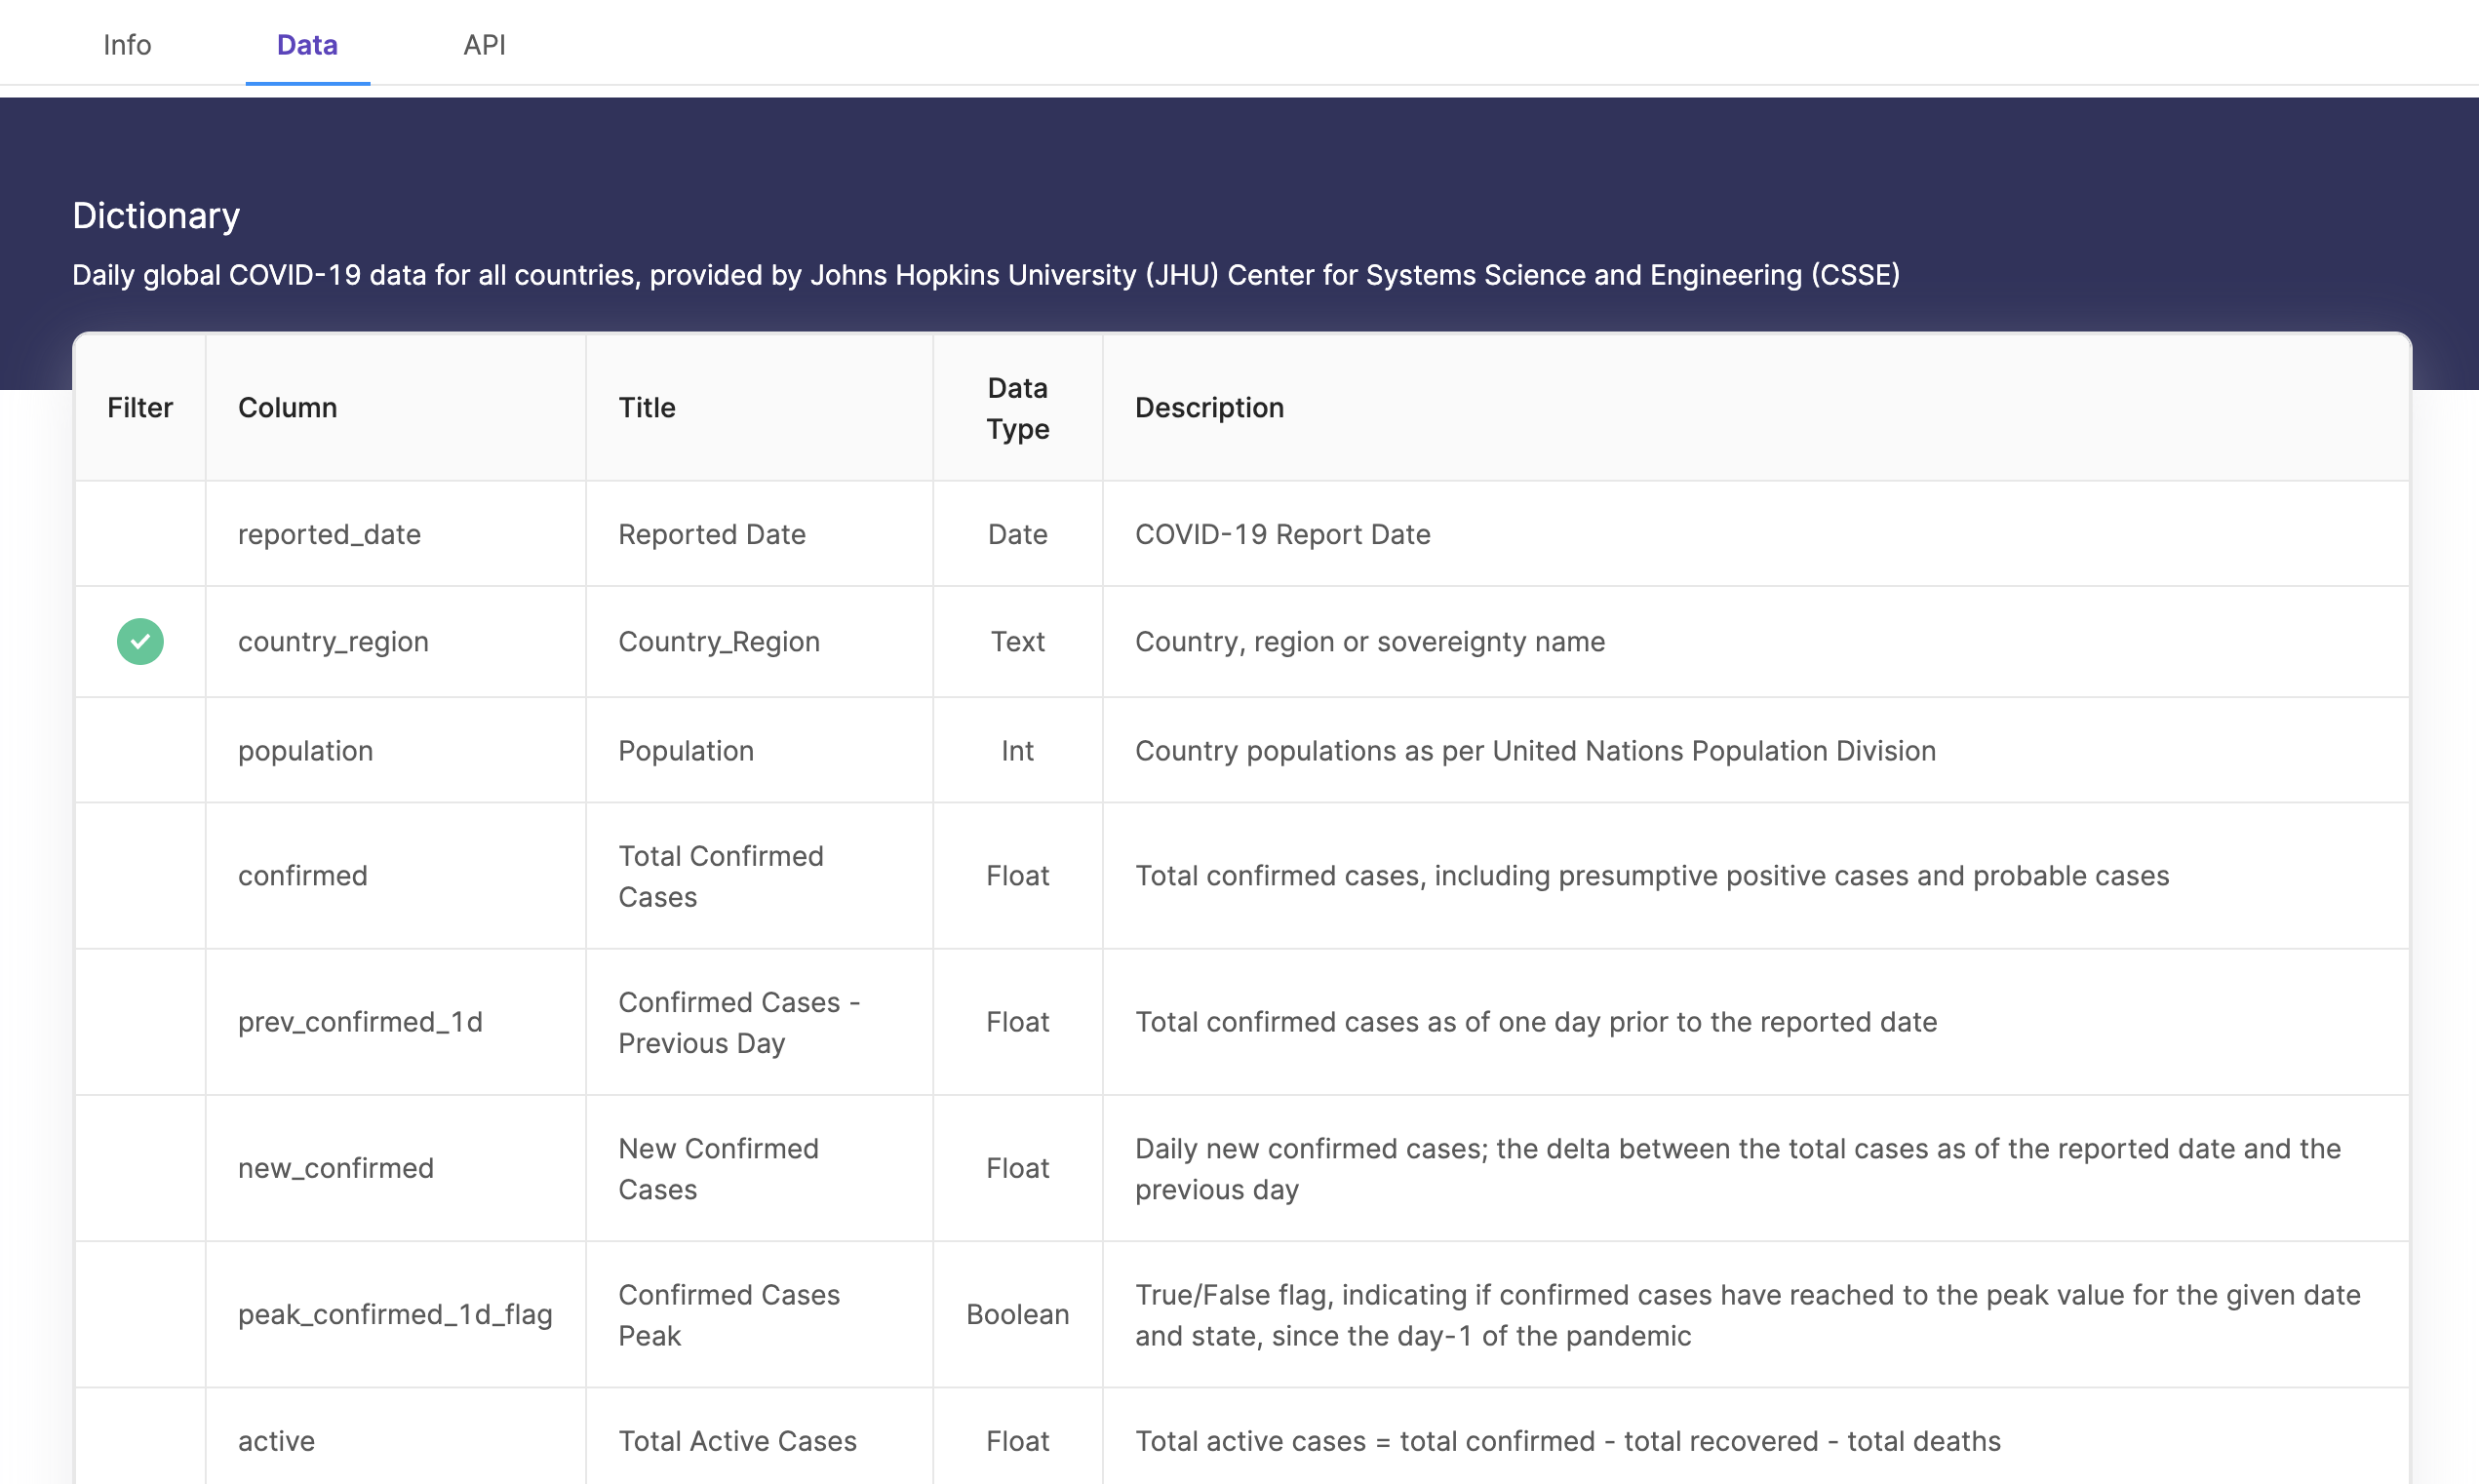 Info Data API
Dictionary
Daily global COVID-19 data for all countries, provided by Johns Hopkins University (JHU) Center for Systems Science and Engineering (CSSE)
Filter Column Title Data Type Description
reported_date Reported Date Date COVID-19 Report Date
country_region Country_Region Text Country, region or sovereignty name
population Population Int Country populations as per United Nations Population Division
confirmed Total Confirmed Cases Float Total confirmed cases, including presumptive positive cases and probable cases
prev_confirmed_1d Confirmed Cases - Previous Day Float Total confirmed cases as of one day prior to the reported date
new_confirmed New Confirmed Cases Float Daily new confirmed cases; the delta between the total cases as of the reported date and the previous day
peak_confirmed_1d_flag Confirmed Cases Peak Boolean True/False flag, indicating if confirmed cases have reached to the peak value for the given date and state, since the day-1 of the pandemic
active Total Active Cases Float Total active cases = total confirmed - total recovered - total deaths